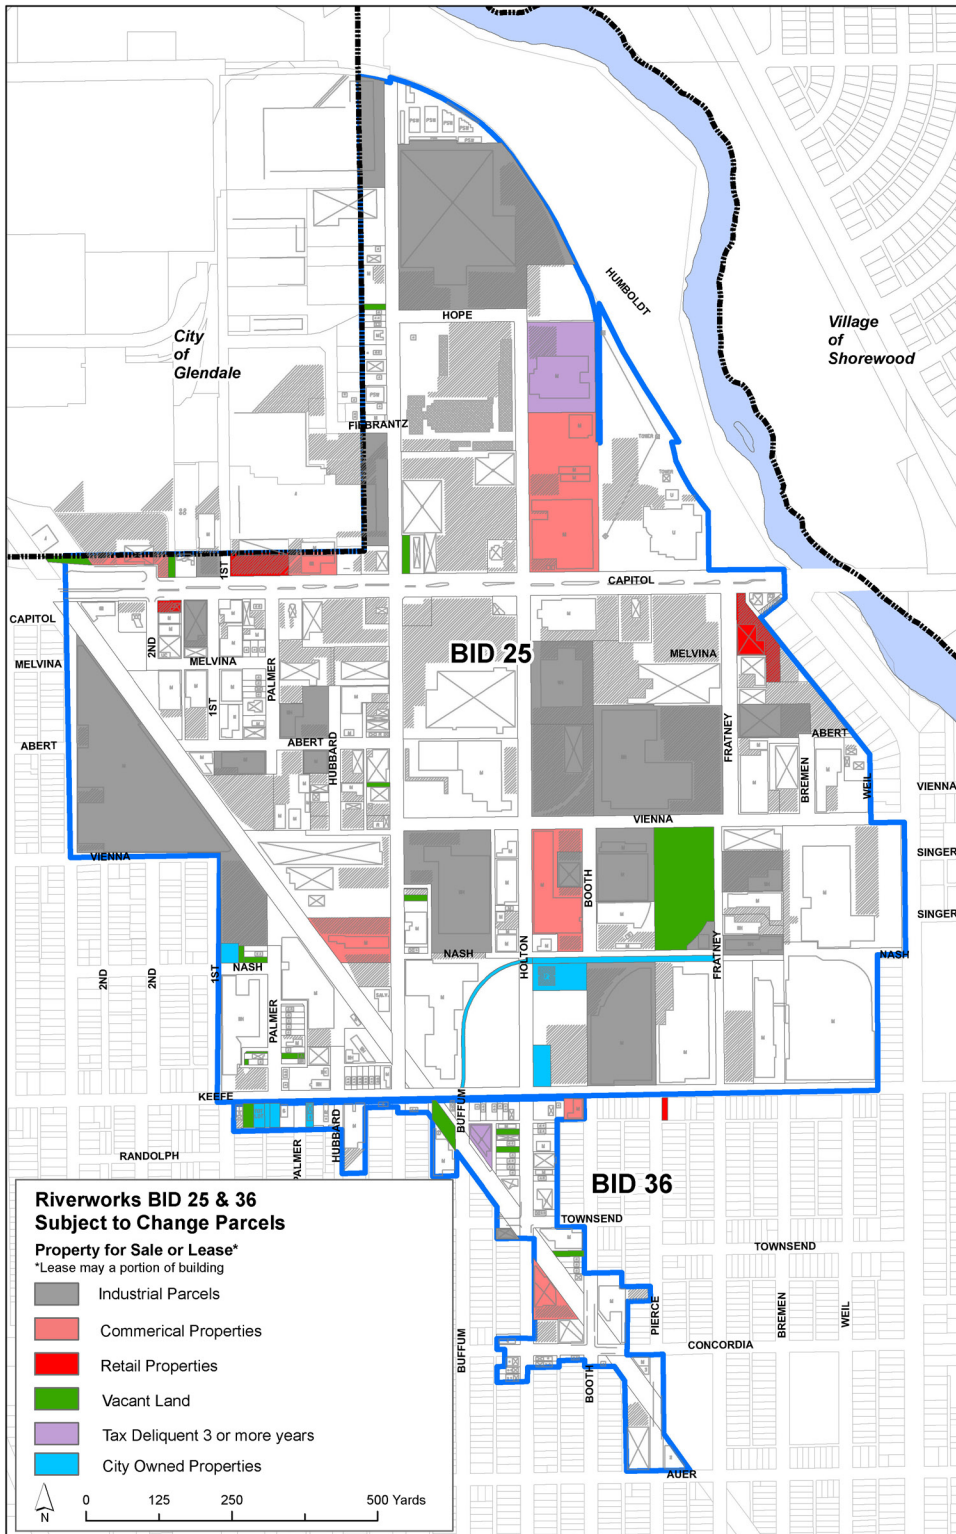 HUMBOLDT
HOPE
City
of
Glendale
Village
of
Shorewood
FIEBRANTZ
TOWER
TOWER
1ST
CAPITOL
CAPITOL
2ND
MELVINA
MELVINA
BID 25
MELVINA
PALMER
1ST
ABERT
ABERT
HUBBARD
FRATNEY
ABERT
BREMEN
WEIL
VIENNA
VIENNA
VIENNA
SINGER
BOOTH
SINGER
NASH
HOLTON
FRATNEY
NASH
NASH
2ND
2ND
1ST
PALMER
KEEFE
BUFFUM
RANDOLPH
PALMER
HUBBARD
BID 36
TOWNSEND
TOWNSEND
PIERCE
BREMEN
WEIL
BUFFUM
CONCORDIA
BOOTH
AUER
Riverworks BID 25 & 36
Subject to Change Parcels
Property for Sale or Lease*
*Lease may a portion of building
Industrial Parcels
Commerical Properties
Retail Properties
Vacant Land
Tax Deliquent 3 or more years
City Owned Properties
N
0 125 250 500 Yards